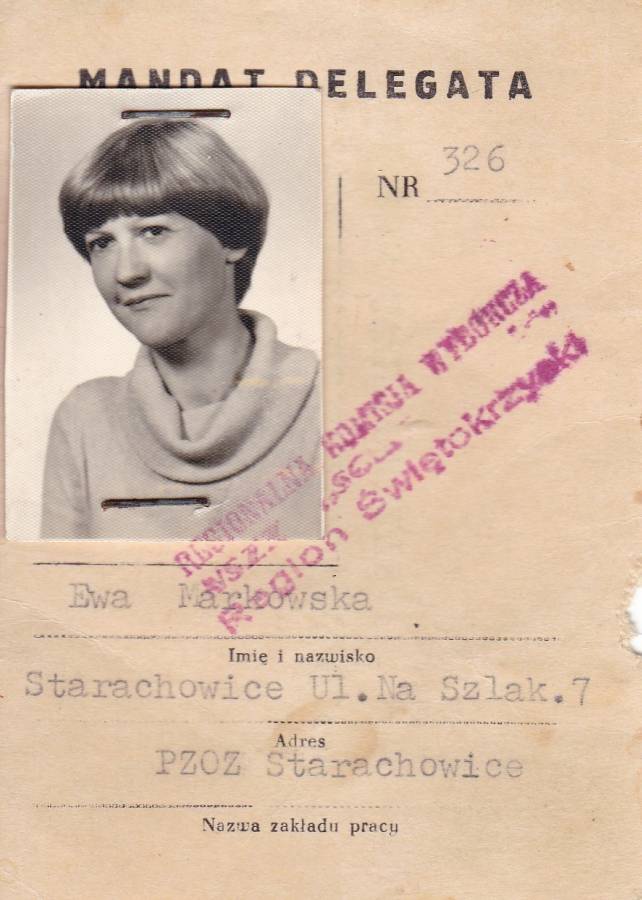 MANDAT DELEGATA
NR 326
REGIONALNA KOMISJA WYBORCZA
Region Świętokrzyski
Ewa Markowska
Imię i nazwisko
Starachowice Ul.Na Szlak.7
Adres
PZOZ Starachowice
Nazwa zakładu pracy